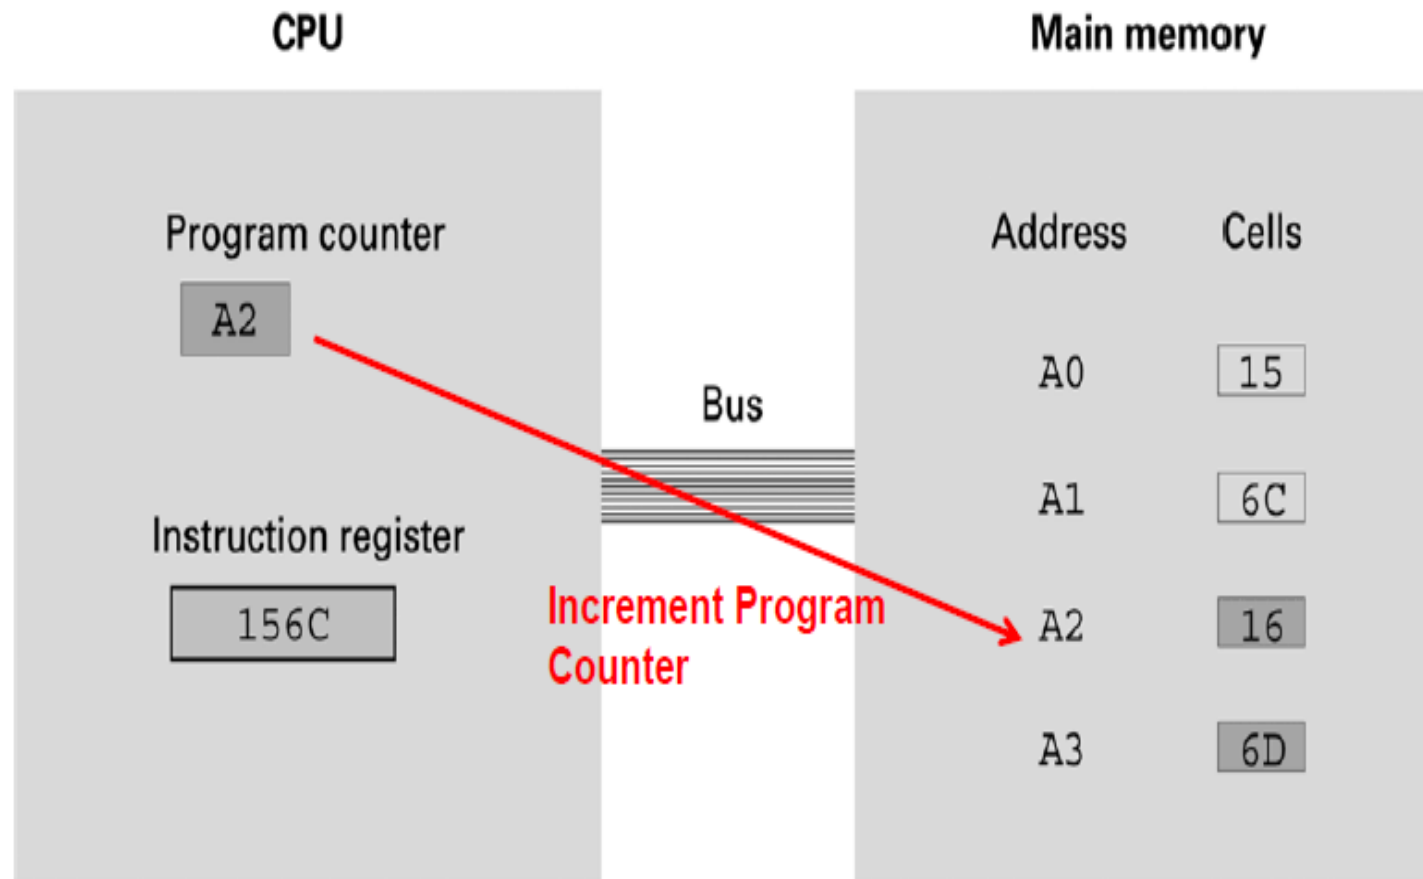 CPU
Main memory
Program counter
A2
Address Cells
A0 15
Bus
A1 6C
Instruction register
156C
Increment Program
Counter
A2 16
A3 6D